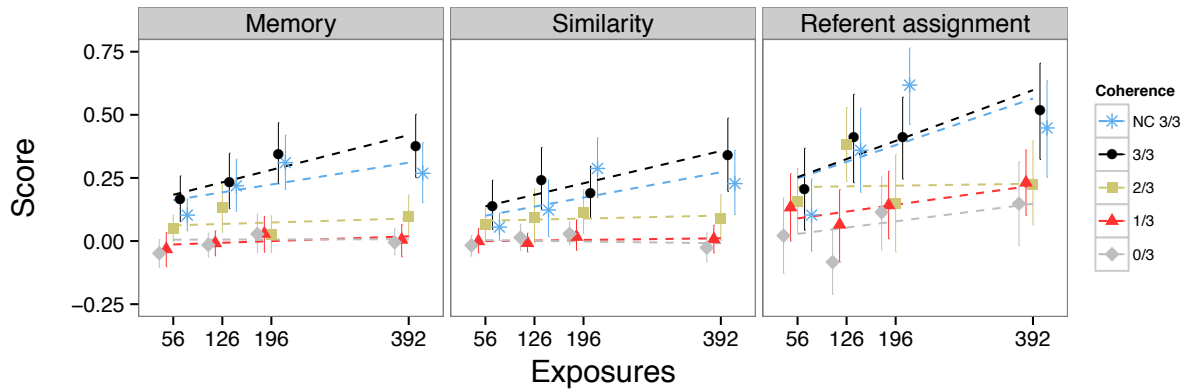 Memory Similarity Referent assignment
Score
0.75
0.50
0.25
0.00
−0.25
56 126 196 392 56 126 196 392 56 126 196 392
Exposures
Coherence
NC 3/3
3/3
2/3
1/3
0/3